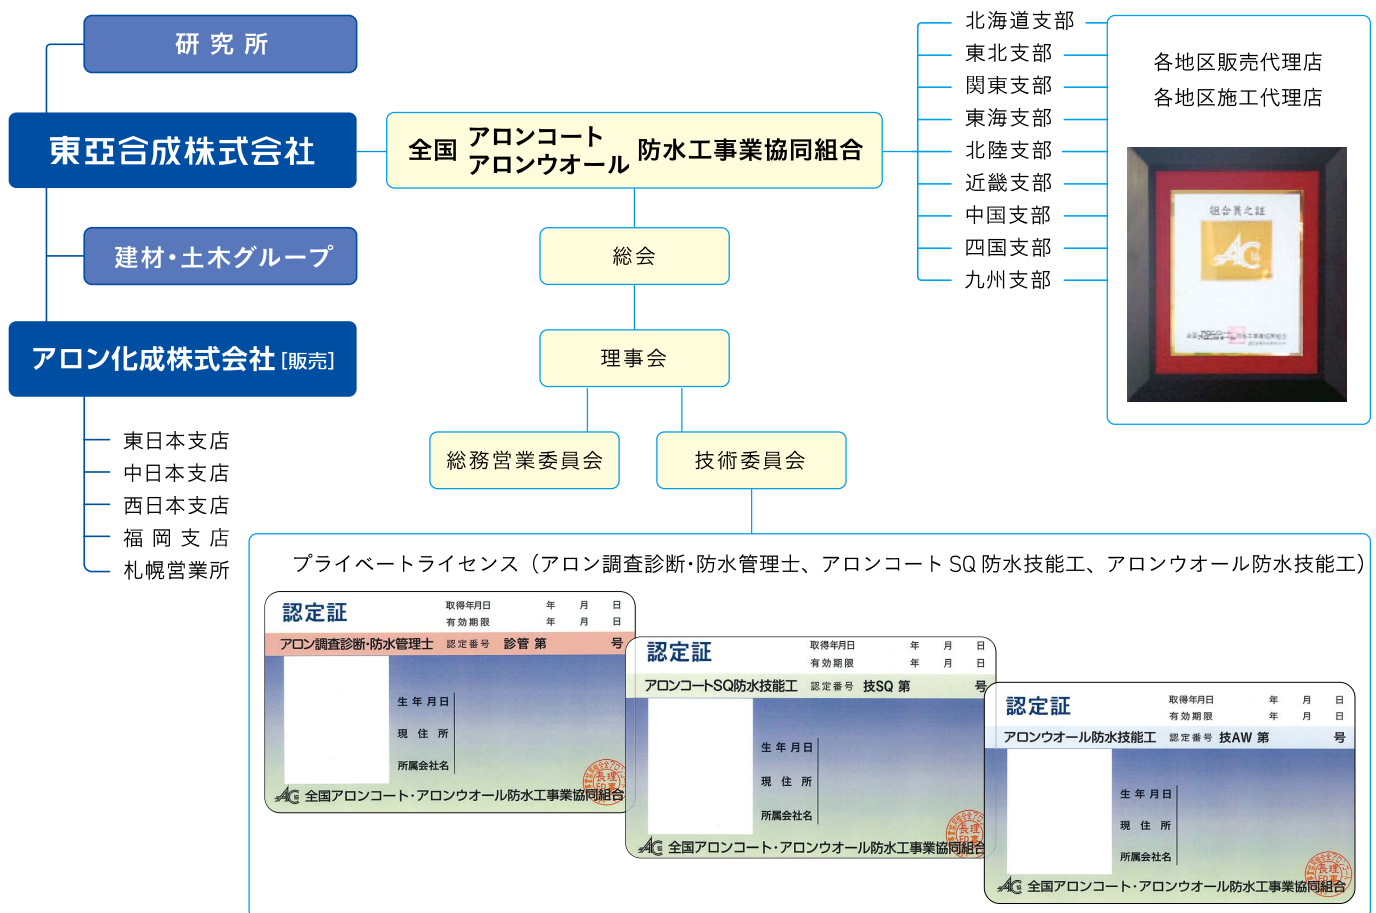 研究所
東亞合成株式会社
建材・土木グループ
アロン化成株式会社[販売]
東日本支店
中日本支店
西日本支店
福岡支店
札幌営業所
全国 アロンコート アロンウオール 防水工事業協同組合
総会
理事会
総務営業委員会
技術委員会
北海道支部
東北支部
関東支部
東海支部
北陸支部
近畿支部
中国支部
四国支部
九州支部
各地区販売代理店
各地区施工代理店
組合員之証
プライベートライセンス（アロン調査診断・防水管理士、アロンコート SQ 防水技能工、アロンウオール防水技能工）
認定証
取得年月日 年 月 日
有効期限 年 月 日
アロン調査診断・防水管理士 認定番号 診管 第 号
生年月日
現住所
所属会社名
全国アロンコート・アロンウオール防水工事業協同組合
認定証
取得年月日 年 月 日
有効期限 年 月 日
アロンコートSQ防水技能工 認定番号 技SQ 第 号
生年月日
現住所
所属会社名
全国アロンコート・アロンウオール防水工事業協同組合
認定証
取得年月日 年 月 日
有効期限 年 月 日
アロンウオール防水技能工 認定番号 技AW 第 号
生年月日
現住所
所属会社名
全国アロンコート・アロンウオール防水工事業協同組合